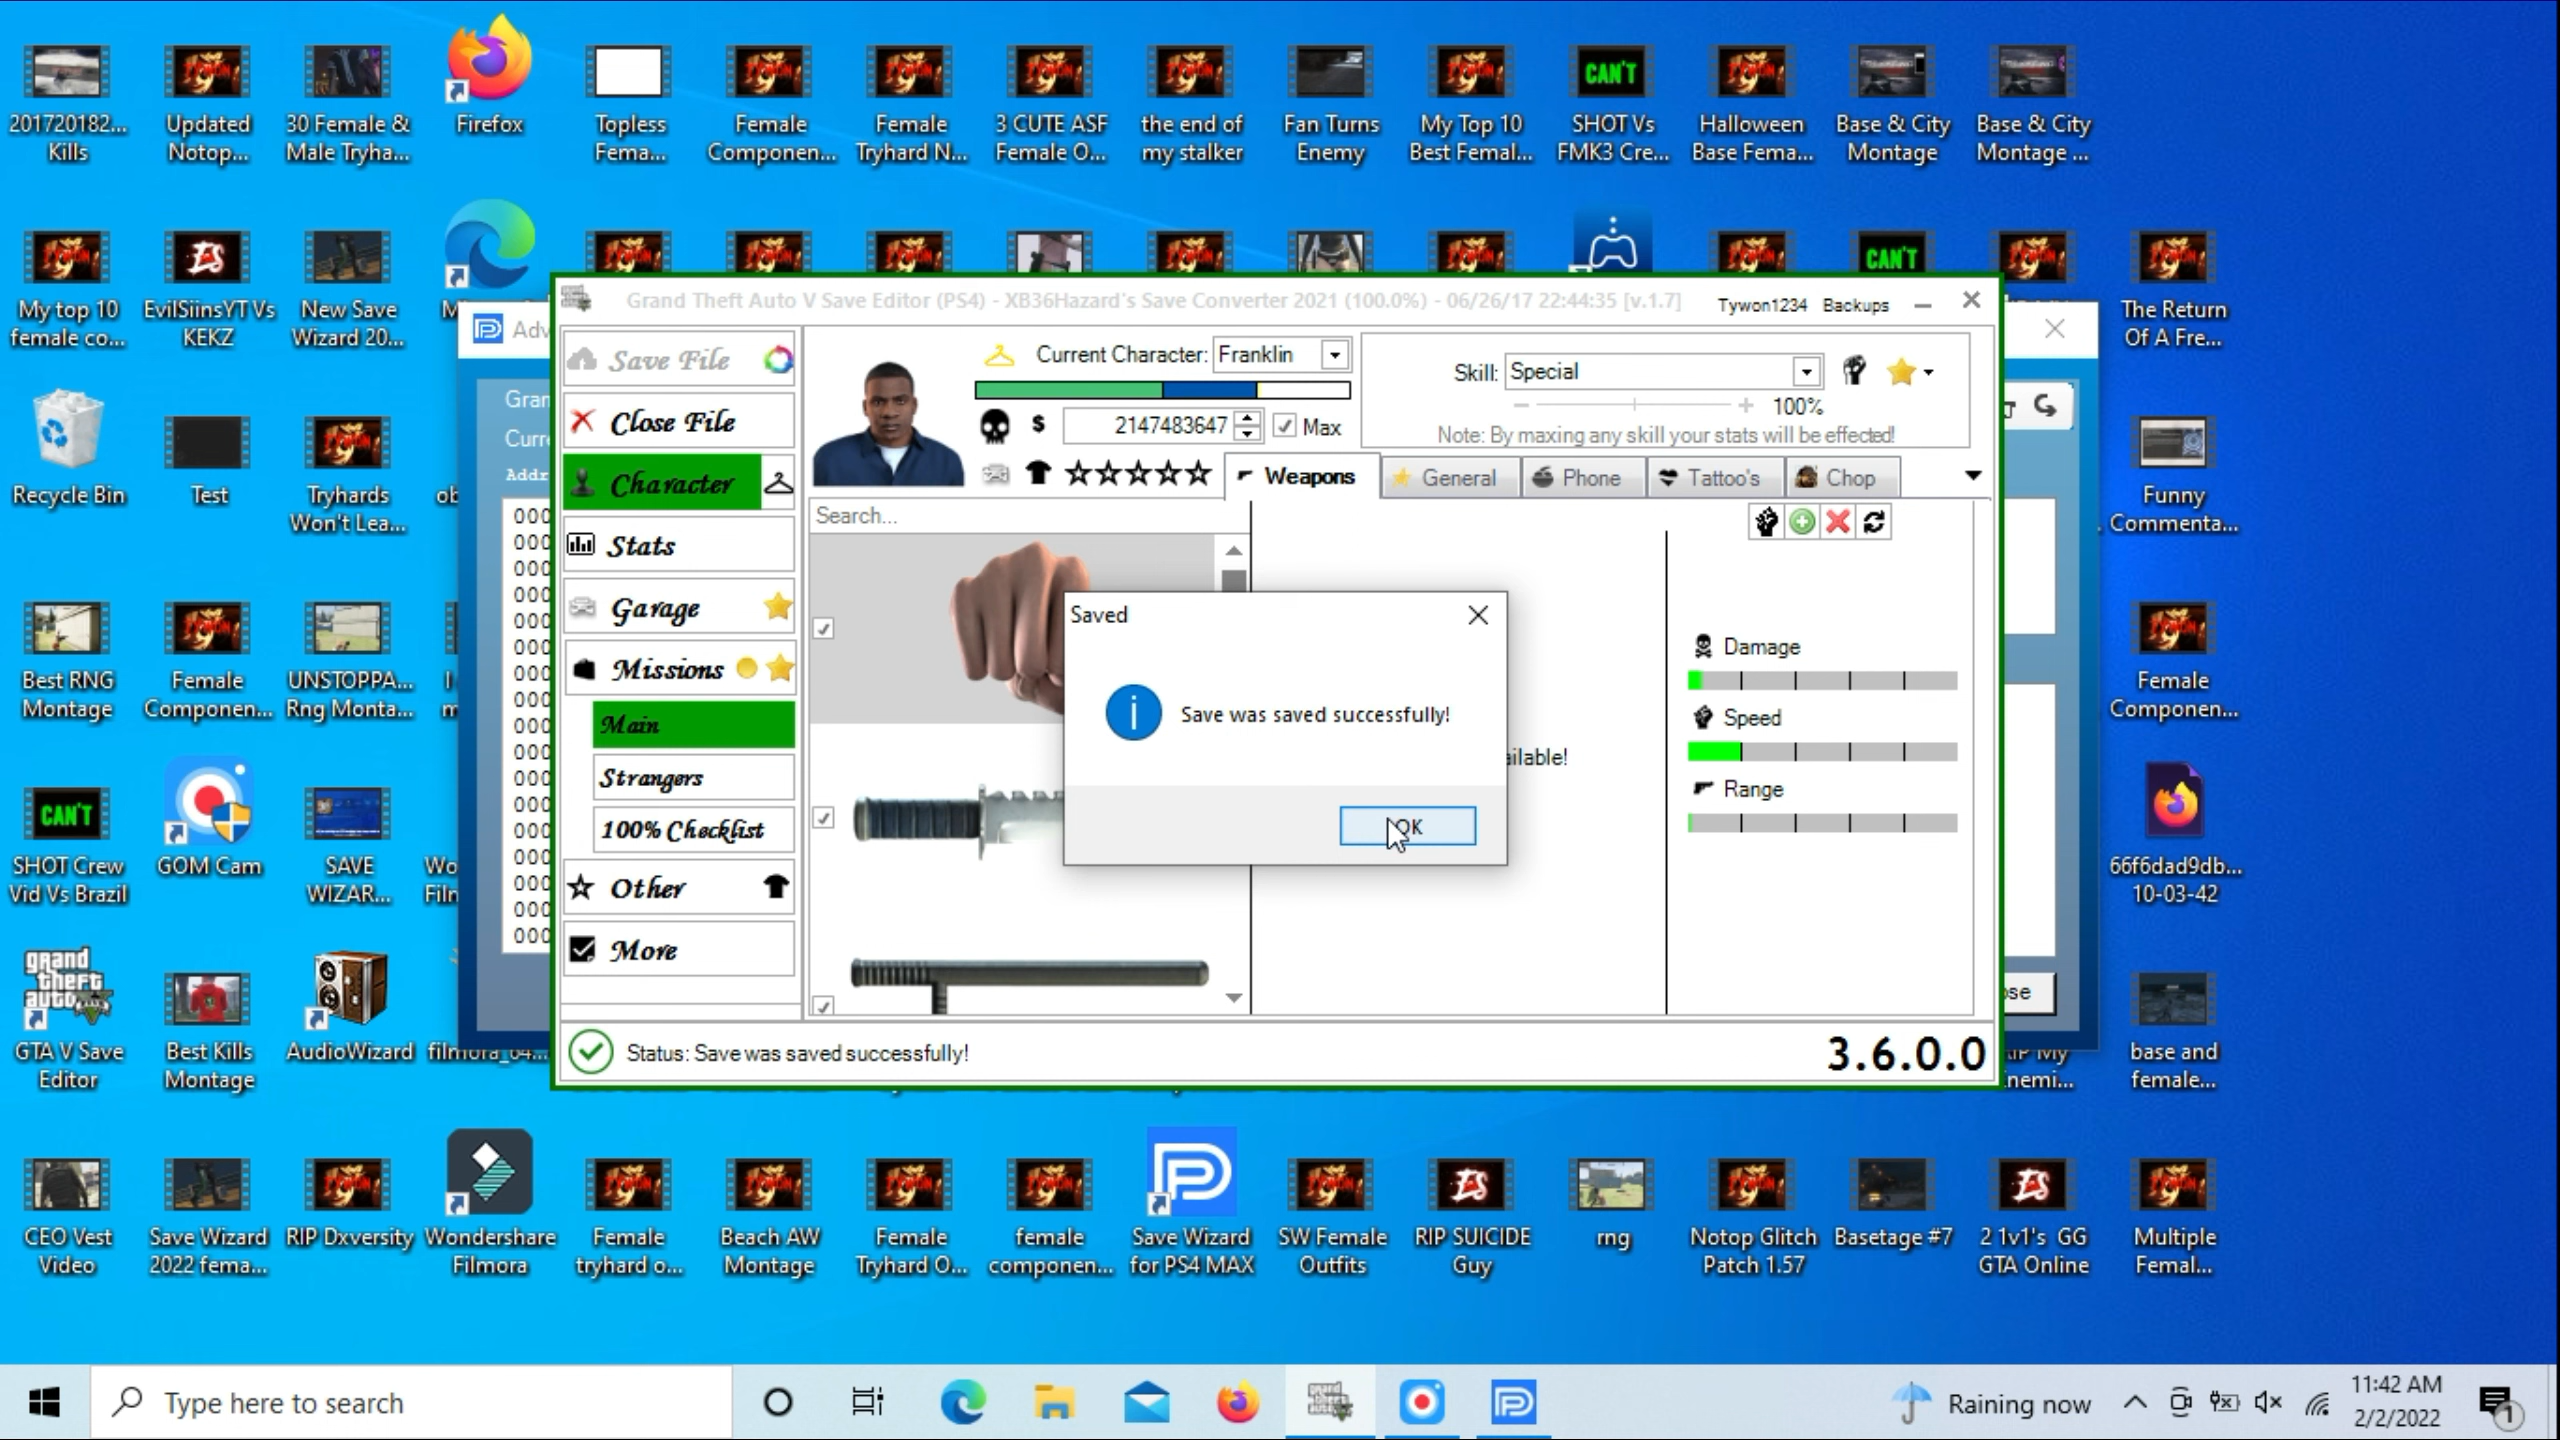 201720182...
Kills
Updated
Notop...
30 Female &
Male Tryha...
Firefox
Topless
Fema...
Female
Componen...
Female
Tryhard N...
3 CUTE ASF
Female O...
the end of
my stalker
Fan Turns
Enemy
My Top 10
Best Femal...
CAN'T
SHOT Vs
FMK3 Cre...
Halloween
Base Fema...
Base & City
Montage
Base & City
Montage ...
My top 10
female co...
EvilSiinsYT Vs
KEKZ
New Save
Wizard 20...
CAN'T
The Return
Of A Fre...
Recycle Bin
Test
Tryhards
Won't Lea...
Funny
Commenta...
Best RNG
Montage
Female
Componen...
UNSTOPPA...
Rng Monta...
Female
Componen...
CAN'T
SHOT Crew
Vid Vs Brazil
GOM Cam
SAVE
WIZAR...
66f6dad9db...
10-03-42
grand
theft
auto
GTA V Save
Editor
Best Kills
Montage
AudioWizard
base and
female...
Adv
Gran
Curr
Addr
Grand Theft Auto V Save Editor (PS4) - XB36Hazard's Save Converter 2021 (100.0%) - 06/26/17 22:44:35 [v.1.7]
Tywon1234 Backups
Save File
Close File
Character
Stats
Garage
Missions
Main
Strangers
100% Checklist
Other
More
Current Character: Franklin
$ 2147483647 Max
Skill: Special
100%
Note: By maxing any skill your stats will be effected!
Weapons General Phone Tattoo's Chop
Search...
Damage
Speed
Range
ailable!
Saved
Save was saved successfully!
OK
Status: Save was saved successfully!
3.6.0.0
CEO Vest
Video
Save Wizard
2022 fema...
RIP Dxversity
Wondershare
Filmora
Female
tryhard o...
Beach AW
Montage
Female
Tryhard O...
female
componen...
Save Wizard
for PS4 MAX
SW Female
Outfits
RIP SUICIDE
Guy
rng
Notop Glitch
Patch 1.57
Basetage #7
2 1v1's GG
GTA Online
Multiple
Femal...
Type here to search
Raining now
11:42 AM
2/2/2022
1